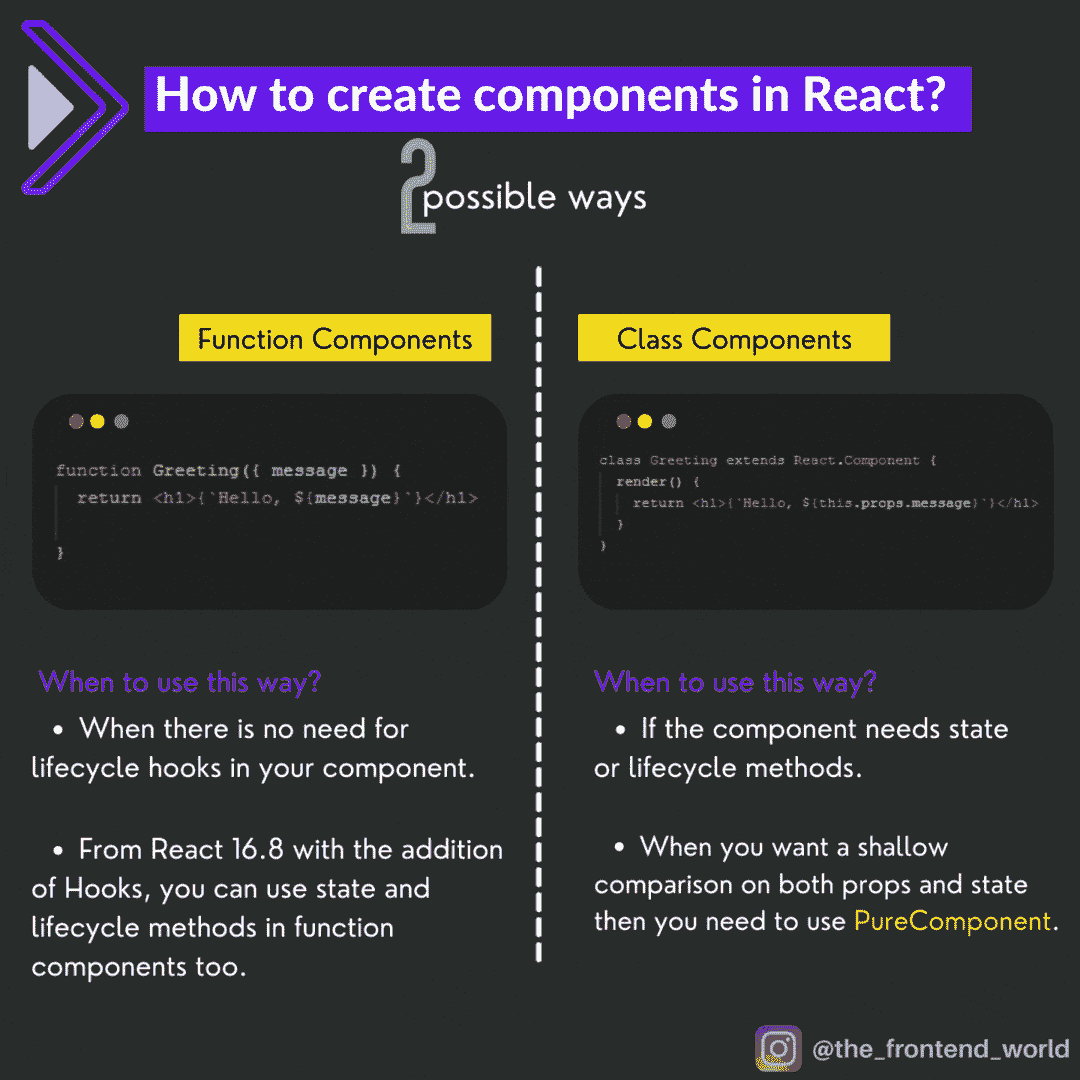 How to create components in React?
2 possible ways
Function Components
function Greeting({ message }) {
return <h1>{`Hello, ${message}`}</h1>
}
When to use this way?
• When there is no need for
lifecycle hooks in your component.
• From React 16.8 with the addition
of Hooks, you can use state and
lifecycle methods in function
components too.
Class Components
class Greeting extends React.Component {
render() {
return <h1>{`Hello, ${this.props.message}`}</h1>
}
}
When to use this way?
• If the component needs state
or lifecycle methods.
• When you want a shallow
comparison on both props and state
then you need to use PureComponent.
@the_frontend_world